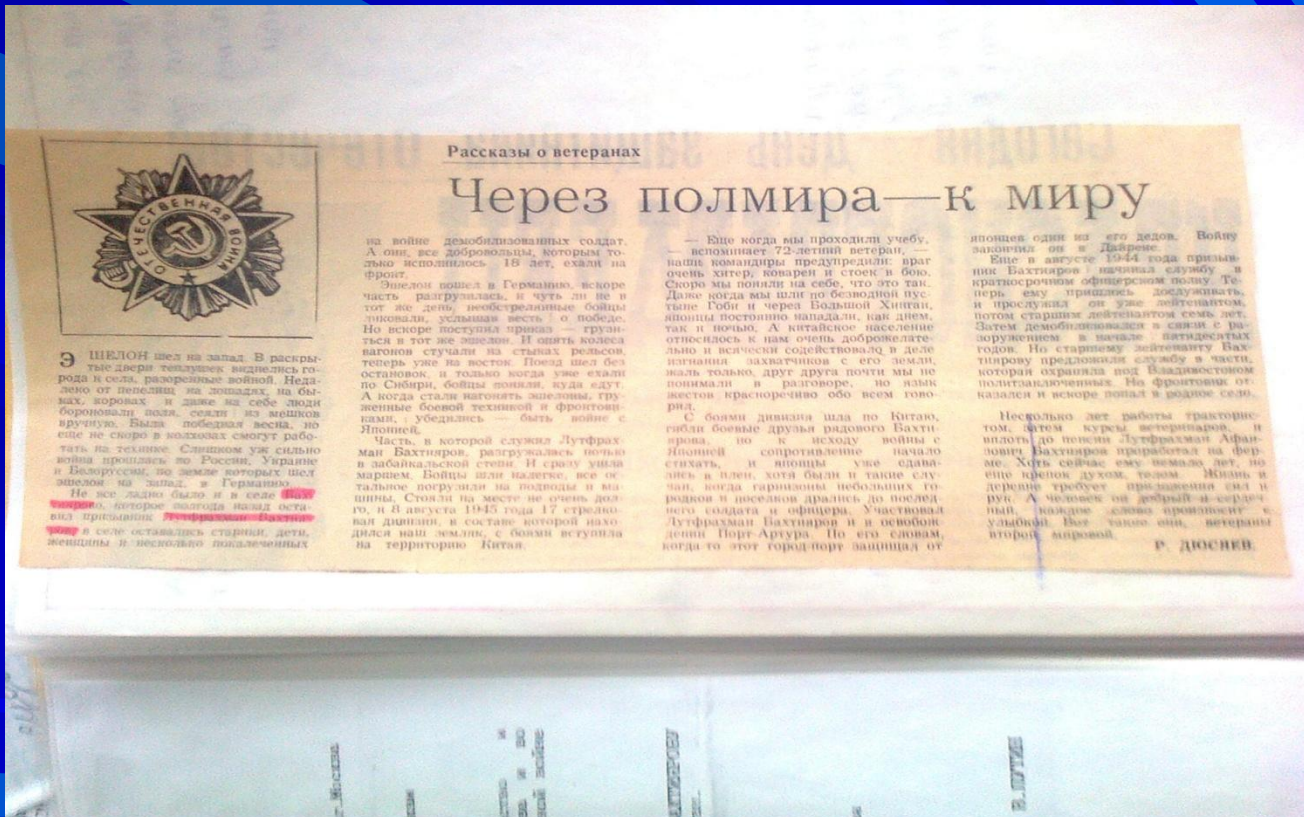 Рассказы о ветеранах
Через полмира—к миру
ОТЕЧЕСТВЕННАЯ ВОЙНА
ЭШЕЛОН шел на запад. В раскры-
тые двери теплушек виднелись го-
рода и села, разоренные войной. Неда-
леко от пепелищ на лошадях, на бы-
ках, коровах и даже на себе люди
бороновали поля, сеяли из мешков
вручную. Была победная весна, но
еще не скоро в колхозах смогут рабо-
тать на технике. Слишком уж сильно
война прошлась по России, Украине
и Белоруссии, по земле которых шел
эшелон на запад, в Германию.
Не все ладно было и в селе Бах-
тиярово, которое полгода назад оста-
вил призывник Лутфрахман Бахтия-
ров, в селе оставались старики, дети,
женщины и несколько покалеченных
на войне демобилизованных солдат.
А они, все добровольцы, которым то-
лько исполнилось 18 лет, ехали на
фронт.
Эшелон пошел в Германию, вскоре
часть разгрузилась, и чуть ли не в
тот же день необстрелянные бойцы
ликовали, услышав весть о победе.
Но вскоре поступил приказ — грузи-
ться в тот же эшелон. И опять колеса
вагонов стучали на стыках рельсов,
теперь уже на восток. Поезд шел без
остановок, и только когда уже ехали
по Сибири, бойцы поняли, куда едут.
А когда стали нагонять эшелоны, гру-
женные боевой техникой и фронтови-
ками, убедились — быть войне с
Японией.
Часть, в которой служил Лутфрах-
ман Бахтияров, разгружалась ночью
в забайкальской степи. И сразу ушла
маршем. Бойцы шли налегке, все ос-
тальное погрузили на подводы и ма-
шины. Стояли на месте не очень дол-
го, и 8 августа 1945 года 17 стрелко-
вая дивизия, в составе которой нахо-
дился наш земляк, с боями вступила
на территорию Китая.
— Еще когда мы проходили учебу,
— вспоминает 72-летний ветеран, —
наши командиры предупредили: враг
очень хитер, коварен и стоек в бою.
Скоро мы поняли на себе, что это так.
Даже когда мы шли по безводной пус-
тыне Гоби и через Большой Хинган,
японцы постоянно нападали, как днем,
так и ночью. А китайское население
относилось к нам очень доброжелате-
льно и всячески содействовало в деле
изгнания захватчиков с его земли,
жаль только, друг друга почти мы не
понимали в разговоре, но язык
жестов красноречиво обо всем гово-
рил.
С боями дивизия шла по Китаю,
гибли боевые друзья рядового Бахти-
ярова, но к исходу войны с
Японией сопротивление начало
стихать, и японцы уже сдава-
лись в плен, хотя были и такие слу-
чаи, когда гарнизоны небольших го-
родков и поселков дрались до послед-
него солдата и офицера. Участвовал
Лутфрахман Бахтияров и в освобож-
дении Порт-Артура. По его словам,
когда-то этот город-порт защищал от
японцев один из его дедов. Войну
закончил он в Дайрене.
Еще в августе 1944 года призыв-
ник Бахтияров начинал службу в
краткосрочном офицерском полку. Те-
перь ему пришлось дослуживать,
и прослужил он уже лейтенантом,
потом старшим лейтенантом семь лет.
Затем демобилизовался в связи с ра-
зоружением в начале пятидесятых
годов. Но старшему лейтенанту Бах-
тиярову предложили службу в части,
которая охраняла под Владивостоком
политзаключенных. Но фронтовик от-
казался и вскоре попал в родное село.
Несколько лет работы трактори-
том, затем курсы ветеринаров, и
вплоть до пенсии Лутфрахман Афан-
ович Бахтияров проработал на фер-
ме. Хоть сейчас ему немало лет, но
еще крепок духом, телом. Жизнь в
деревне требует приложения сил и
рук. А человек он добрый и сердеч-
ный, каждое слово произносит с
улыбкой. Вот такие они, ветераны
второй мировой.
Р. ДЮСИЕВ.
г.Москва
В.ПУТИН